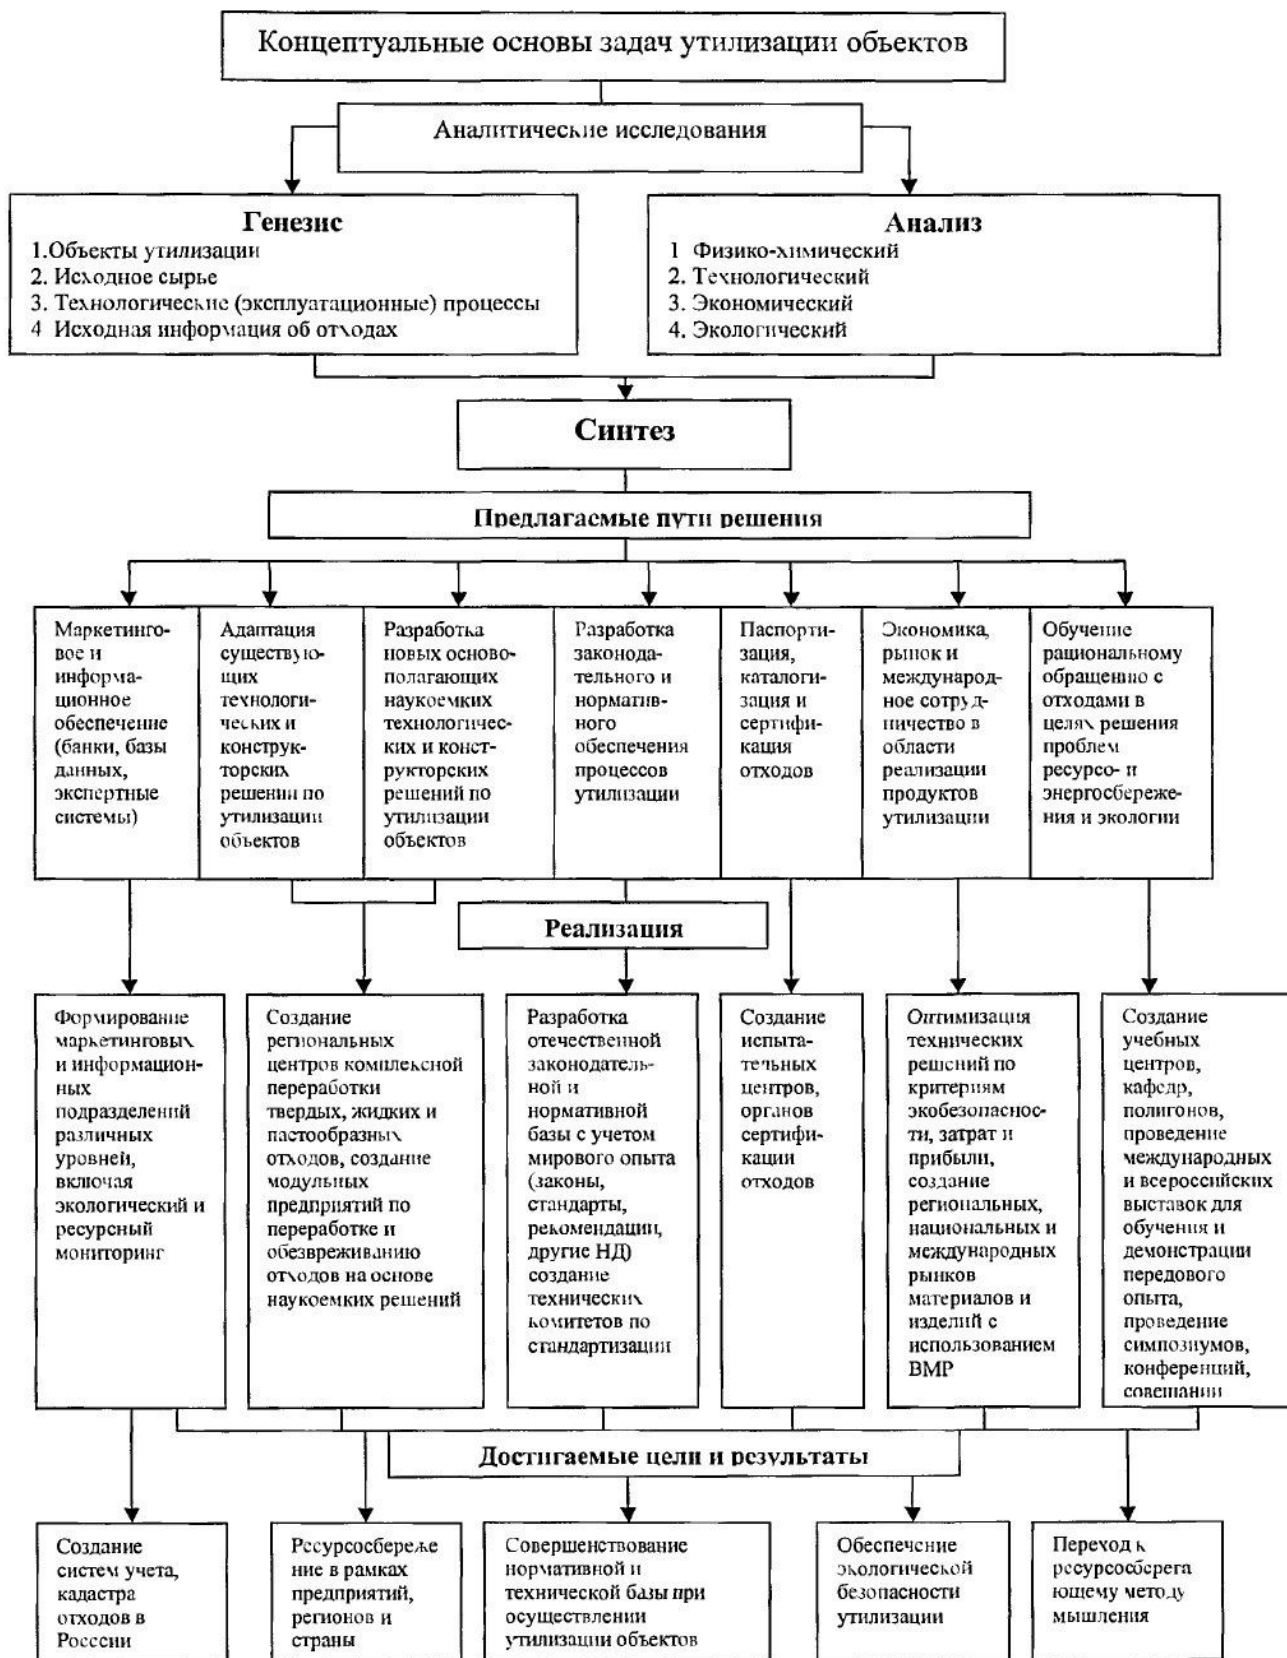 Концептуальные основы задач утилизации объектов
Аналитические исследования
Генезис
1.Объекты утилизации
2. Исходное сырье
3. Технологические (эксплуатационные) процессы
4 Исходная информация об отходах
Анализ
1 Физико-химический
2. Технологический
3. Экономический
4. Экологический
Синтез
Предлагаемые пути решения
Маркетинго-
вое и
информа-
ционное
обеспечение
(банки, базы
данных,
экспертные
системы)
Адаптация
существую-
щих
технологи-
ческих и
конструк-
торских
решении по
утилизации
объектов
Разработка
новых осново-
полагающих
наукоемких
технологичес-
ких и конст-
рукторских
решений по
утилизации
объектов
Разработка
законода-
тельного и
норматив-
ного
обеспечения
процессов
утилизации
Паспорти-
зация,
каталоги-
зация и
сертифи-
кация
отходов
Экономика,
рынок и
международ-
ное сотруд-
ничество в
области
реализации
продуктов
утилизации
Обучение
рациональному
обращению с
отходами в
целях решения
проблем
ресурсо- и
энергосбереже-
ния и экологии
Реализация
Формирование
маркетинговых
и информацион-
ных
подразделений
различных
уровней,
включая
экологический и
ресурсный
мониторинг
Создание
региональных
центров комплексной
переработки
твердых, жидких и
пастообразных
отходов, создание
модульных
предприятий по
переработке и
обезвреживанию
отходов на основе
наукоемких решений
Разработка
отечественной
законодатель-
ной и
нормативной
базы с учетом
мирового опыта
(законы,
стандарты,
рекомендации,
другие НД)
создание
технических
комитетов по
стандартизации
Создание
испыта-
тельных
центров,
органов
сертифи-
кации
отходов
Оптимизация
технических
решений по
критериям
экобезопаснос-
ти, затрат и
прибыли,
создание
региональных,
национальных и
международных
рынков
материалов и
изделий с
использованием
ВМР
Создание
учебных
центров,
кафедр,
полигонов,
проведение
международных
и всероссийских
выставок для
обучения и
демонстрации
передового
опыта,
проведение
симпозиумов,
конференций,
совещании
Достигаемые цели и результаты
Создание
систем учета,
кадастра
отходов в
Росссии
Ресурсосбереже
ние в рамках
предприятий,
регионов и
страны
Совершенствование
нормативной и
технической базы при
осуществлении
утилизации объектов
Обеспечение
экологической
безопасности
утилизации
Переход к
ресурсосберега
ющему методу
мышления